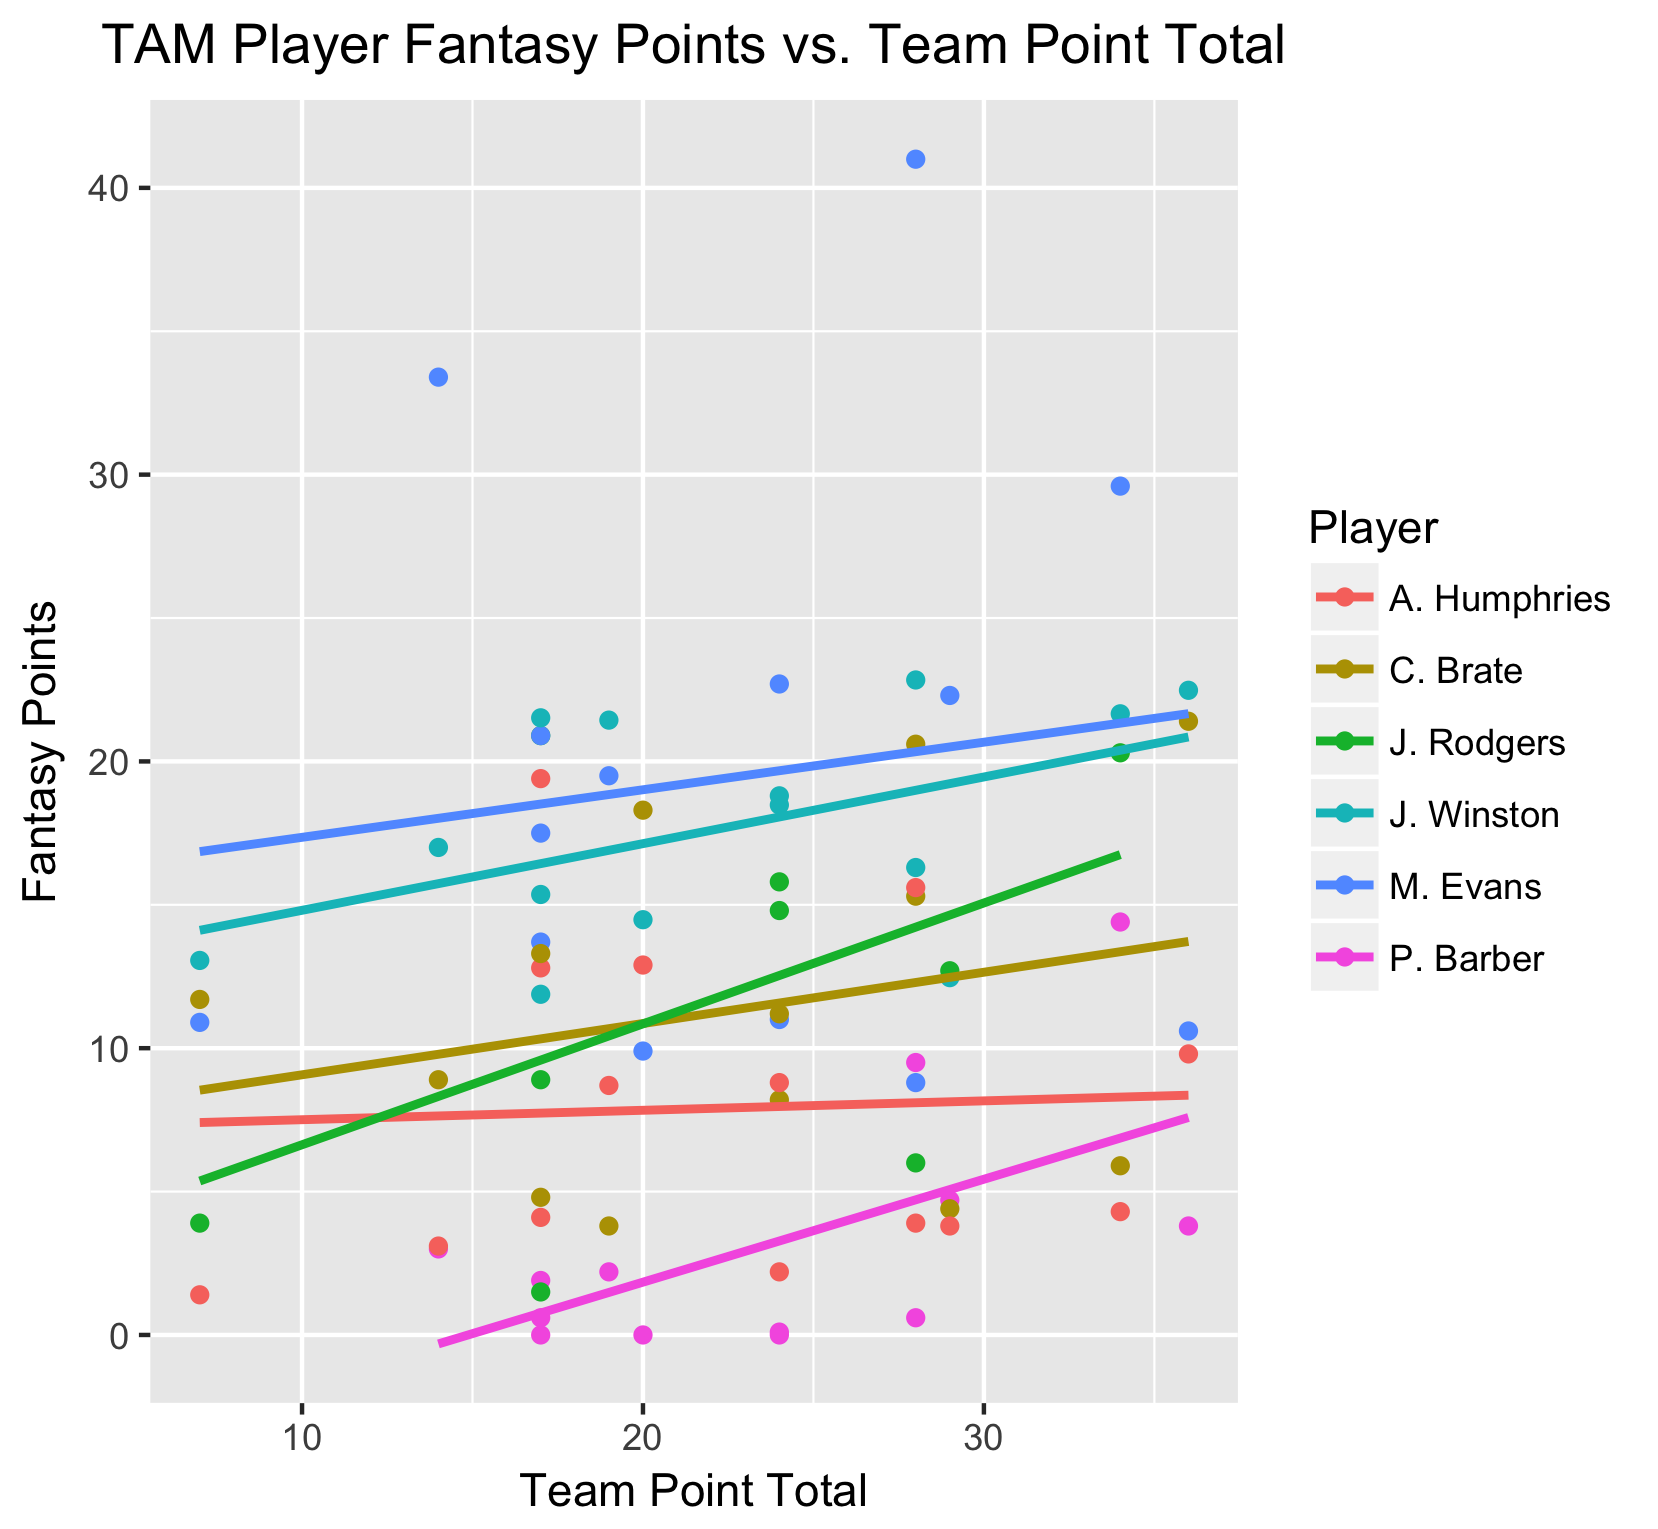 TAM Player Fantasy Points vs. Team Point Total
Fantasy Points
40
30
20
10
0
10
20
30
Team Point Total
Player
A. Humphries
C. Brate
J. Rodgers
J. Winston
M. Evans
P. Barber